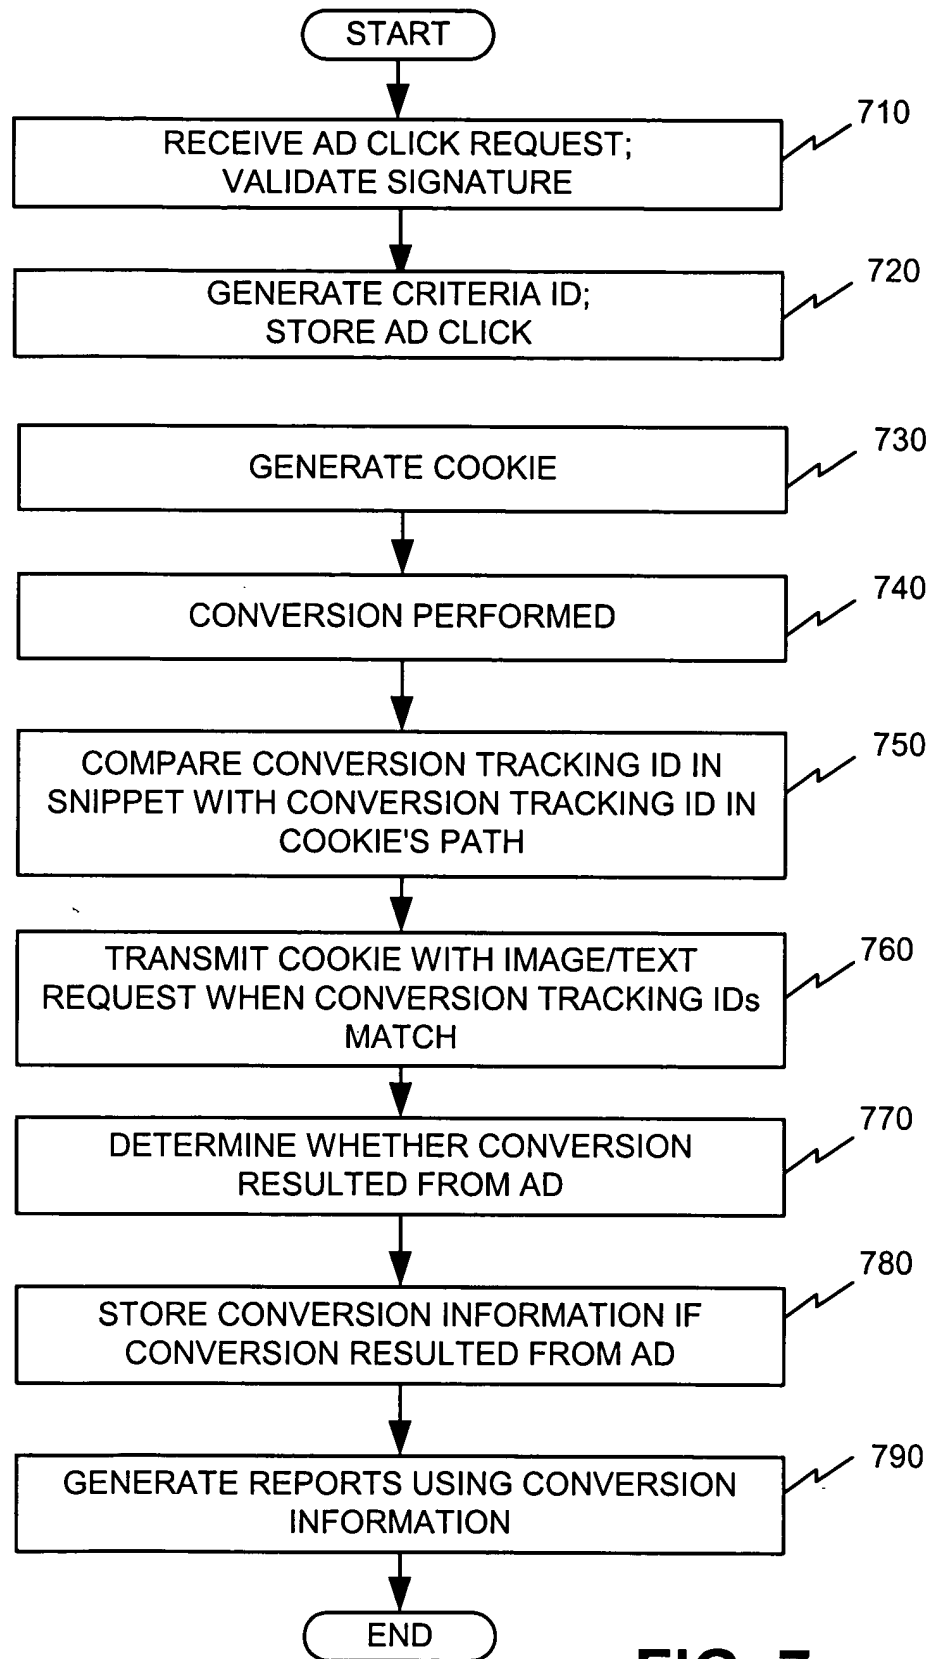 START
710
RECEIVE AD CLICK REQUEST;
VALIDATE SIGNATURE
720
GENERATE CRITERIA ID;
STORE AD CLICK
730
GENERATE COOKIE
740
CONVERSION PERFORMED
750
COMPARE CONVERSION TRACKING ID IN
SNIPPET WITH CONVERSION TRACKING ID IN
COOKIE'S PATH
760
TRANSMIT COOKIE WITH IMAGE/TEXT
REQUEST WHEN CONVERSION TRACKING IDs
MATCH
770
DETERMINE WHETHER CONVERSION
RESULTED FROM AD
780
STORE CONVERSION INFORMATION IF
CONVERSION RESULTED FROM AD
790
GENERATE REPORTS USING CONVERSION
INFORMATION
END
FIG. 7